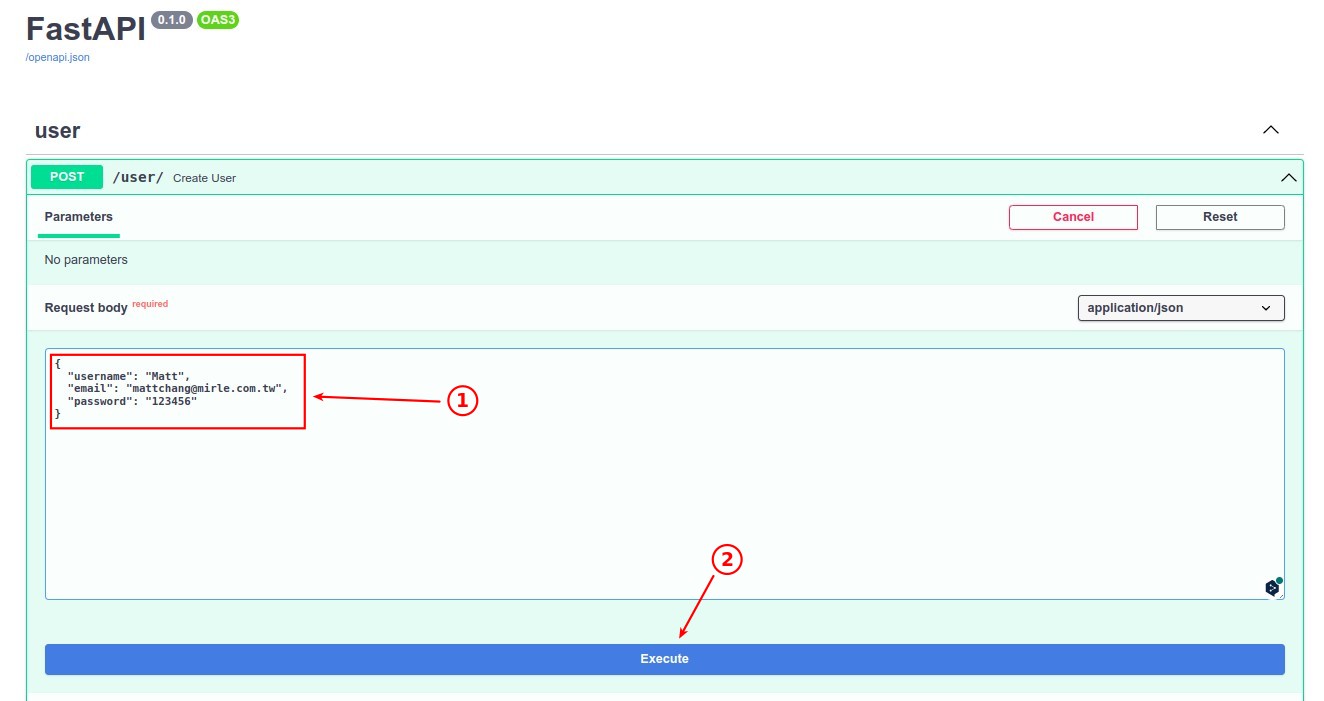 FastAPI 0.1.0 OAS3
/openapi.json
user
POST /user/ Create User
Parameters Cancel Reset
No parameters
Request body required application/json
{
  "username": "Matt",
  "email": "mattchang@mirle.com.tw",
  "password": "123456"
}
1
2
Execute